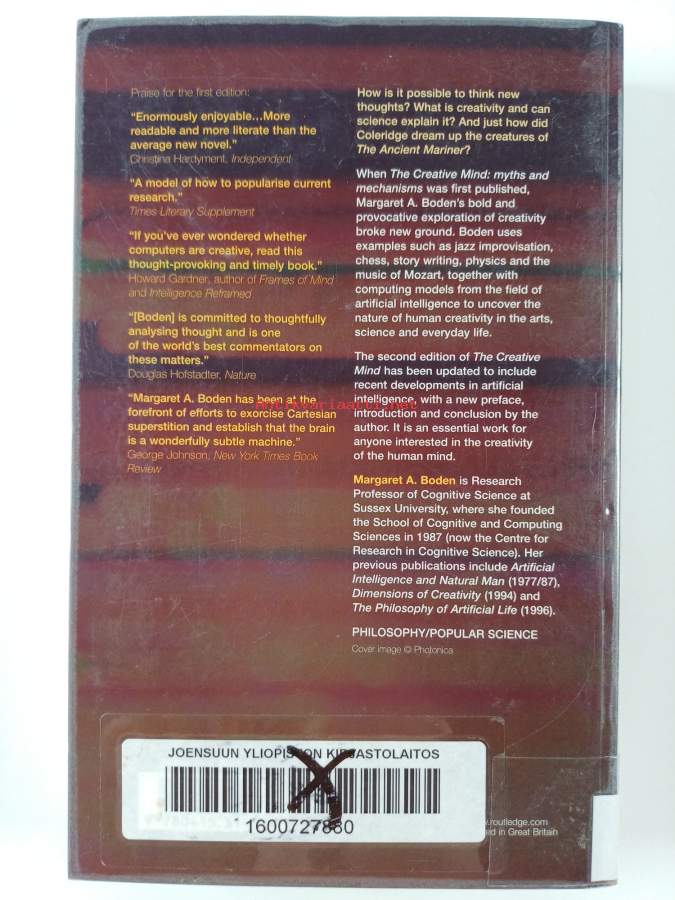 Praise for the first edition:
“Enormously enjoyable...More
readable and more literate than the
average new novel.”
Christina Hardyment, Independent
“A model of how to popularise current
research.”
Times Literary Supplement
“If you've ever wondered whether
computers are creative, read this
thought-provoking and timely book.”
Howard Gardner, author of Frames of Mind
and Intelligence Reframed
“[Boden] is committed to thoughtfully
analysing thought and is one
of the world's best commentators on
these matters.”
Douglas Hofstadter, Nature
“Margaret A. Boden has been at the
forefront of efforts to exorcise Cartesian
superstition and establish that the brain
is a wonderfully subtle machine.”
George Johnson, New York Times Book
Review
How is it possible to think new
thoughts? What is creativity and can
science explain it? And just how did
Coleridge dream up the creatures of
The Ancient Mariner?
When The Creative Mind: myths and
mechanisms was first published,
Margaret A. Boden's bold and
provocative exploration of creativity
broke new ground. Boden uses
examples such as jazz improvisation,
chess, story writing, physics and the
music of Mozart, together with
computing models from the field of
artificial intelligence to uncover the
nature of human creativity in the arts,
science and everyday life.
The second edition of The Creative
Mind has been updated to include
recent developments in artificial
intelligence, with a new preface,
introduction and conclusion by the
author. It is an essential work for
anyone interested in the creativity
of the human mind.
Margaret A. Boden is Research
Professor of Cognitive Science at
Sussex University, where she founded
the School of Cognitive and Computing
Sciences in 1987 (now the Centre for
Research in Cognitive Science). Her
previous publications include Artificial
Intelligence and Natural Man (1977/87),
Dimensions of Creativity (1994) and
The Philosophy of Artificial Life (1996).
PHILOSOPHY/POPULAR SCIENCE
Cover image © Photonica
Antikvariaatti.net
JOENSUUN YLIOPISTON KIRJASTOLAITOS
1600727830
.routledge.com
ed in Great Britain